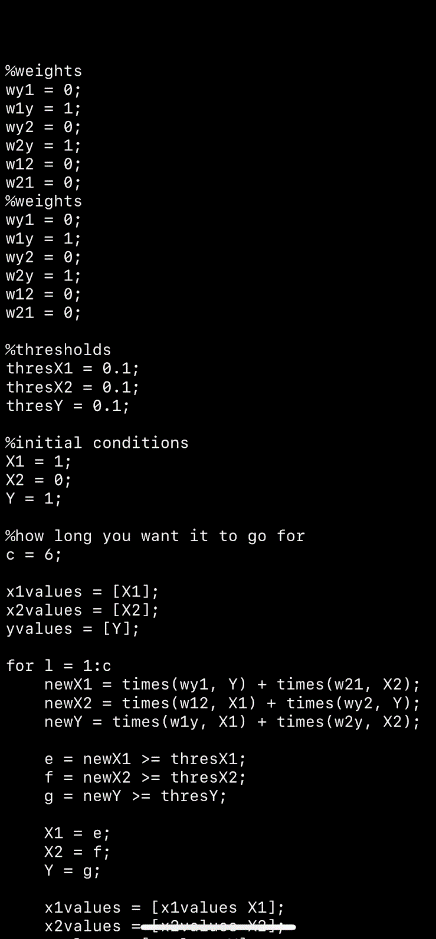 %weights
wy1 = 0;
w1y = 1;
wy2 = 0;
w2y = 1;
w12 = 0;
w21 = 0;
%weights
wy1 = 0;
w1y = 1;
wy2 = 0;
w2y = 1;
w12 = 0;
w21 = 0;

%thresholds
thresX1 = 0.1;
thresX2 = 0.1;
thresY = 0.1;

%initial conditions
X1 = 1;
X2 = 0;
Y = 1;

%how long you want it to go for
c = 6;

x1values = [X1];
x2values = [X2];
yvalues = [Y];

for l = 1:c
    newX1 = times(wy1, Y) + times(w21, X2);
    newX2 = times(w12, X1) + times(wy2, Y);
    newY = times(w1y, X1) + times(w2y, X2);

    e = newX1 >= thresX1;
    f = newX2 >= thresX2;
    g = newY >= thresY;

    X1 = e;
    X2 = f;
    Y = g;

    x1values = [x1values X1];
    x2values = [x2values X2];